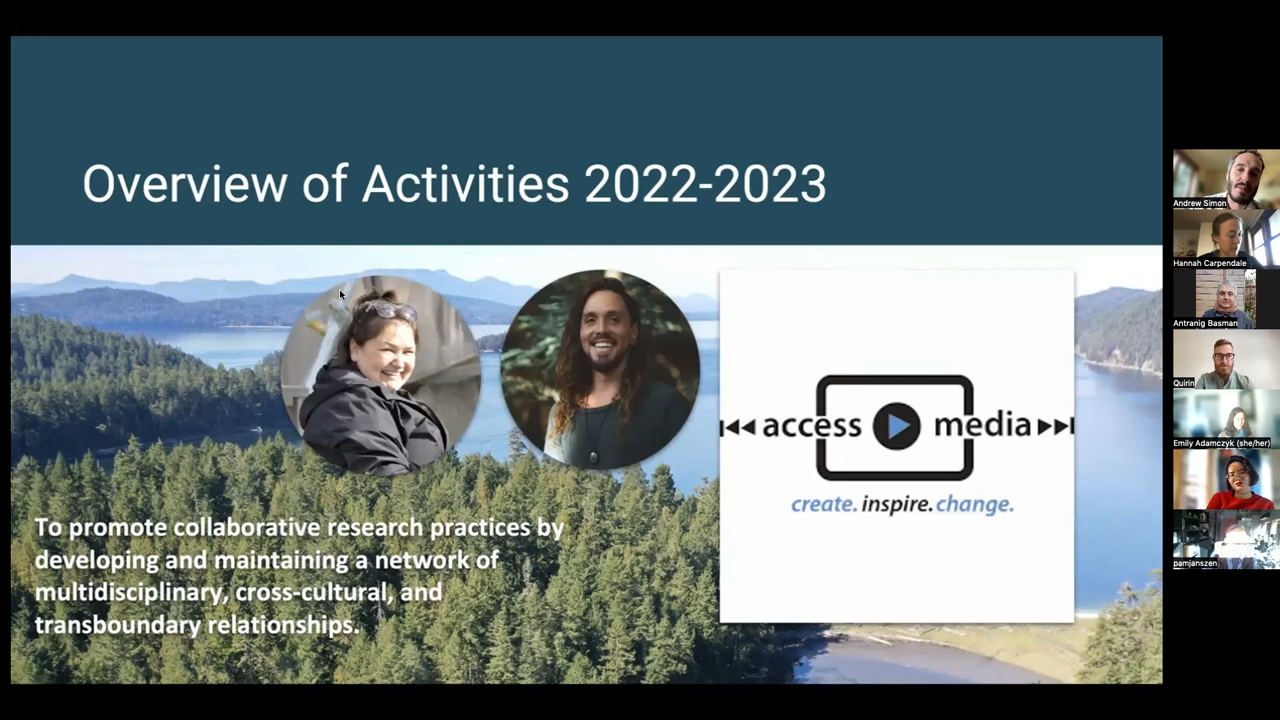 Overview of Activities 2022-2023
access media
create. inspire. change.
To promote collaborative research practices by
developing and maintaining a network of
multidisciplinary, cross-cultural, and
transboundary relationships.
Andrew Simon
Hannah Carpendale
Antranig Basman
Quirin
Emily Adamczyk (she/her)
pamjanszen